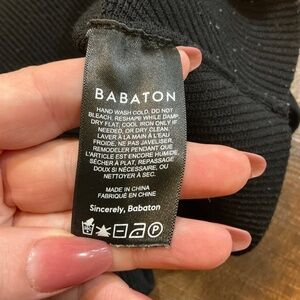 BABATON
HAND WASH COLD. DO NOT
BLEACH. RESHAPE WHILE DAMP.
DRY FLAT. COOL IRON ONLY IF
NEEDED, OR DRY CLEAN.
LAVER À LA MAIN À L'EAU
FROIDE. NE PAS JAVELISER.
REMODELER PENDANT QUE
L'ARTICLE EST ENCORE HUMIDE.
SÉCHER À PLAT, REPASSAGE
DOUX SI NÉCESSAIRE, OU
NETTOYER À SEC.
MADE IN CHINA
FABRIQUÉ EN CHINE
Sincerely, Babaton
P